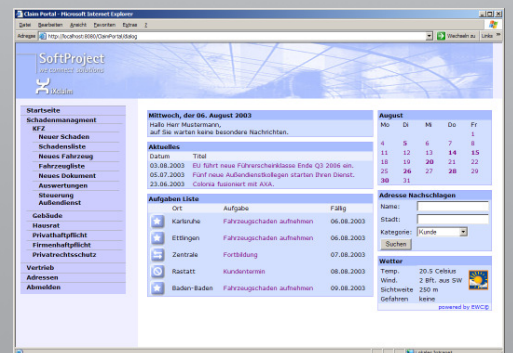 Claim Portal - Microsoft Internet Explorer
Datei Bearbeiten Ansicht Favoriten Extras ?
Adresse http://localhost:8080/ClaimPortal/dialog Wechseln zu Links »
SoftProject
we connect solutions
Startseite
Schadenmanagment
KFZ
Neuer Schaden
Schadensliste
Neues Fahrzeug
Fahrzeugliste
Neues Dokument
Auswertungen
Steuerung
Außendienst
Gebäude
Hausrat
Privathaftpflicht
Firmenhaftpflicht
Privatrechtsschutz
Vertrieb
Adressen
Abmelden
Mittwoch, der 06. August 2003
Hallo Herr Mustermann,
auf Sie warten keine besondere Nachrichten.
Aktuelles
Datum Titel
03.08.2003 EU führt neue Führerscheinklasse Ende Q3 2006 ein.
05.07.2003 Fünf neue Außendienstkollegen starten Ihren Dienst.
23.06.2003 Colonia fusioniert mit AXA.
Aufgaben Liste
Ort Aufgabe Fällig
Karlsruhe Fahrzeugschaden aufnehmen 06.08.2003
Ettlingen Fahrzeugschaden aufnehmen 06.08.2003
Zentrale Fortbildung 07.08.2003
Rastatt Kundentermin 08.08.2003
Baden-Baden Fahrzeugschaden aufnehmen 09.08.2003
August
Mo Di Mi Do Fr
1
4 5 6 7 8
11 12 13 14 15
18 19 20 21 22
25 26 27 28 29
30 31
Adresse Nachschlagen
Name:
Stadt:
Kategorie: Kunde
Suchen
Wetter
Temp. 20.5 Celsius
Wind. 2 Bft. aus SW
Sichtweite 250 m
Gefahren keine
powered by EWC®